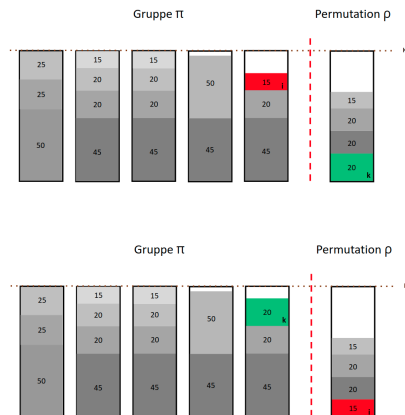 Gruppe π Permutation ρ
25 15 15
50
25 20 20 15 i 15
20 20 20 20
50 45 45 45 45 20
20 k
Gruppe π Permutation ρ
25 15 15
50 20 k
25 20 20
20 20 20 15
50 45 45 45 45 20
20
15